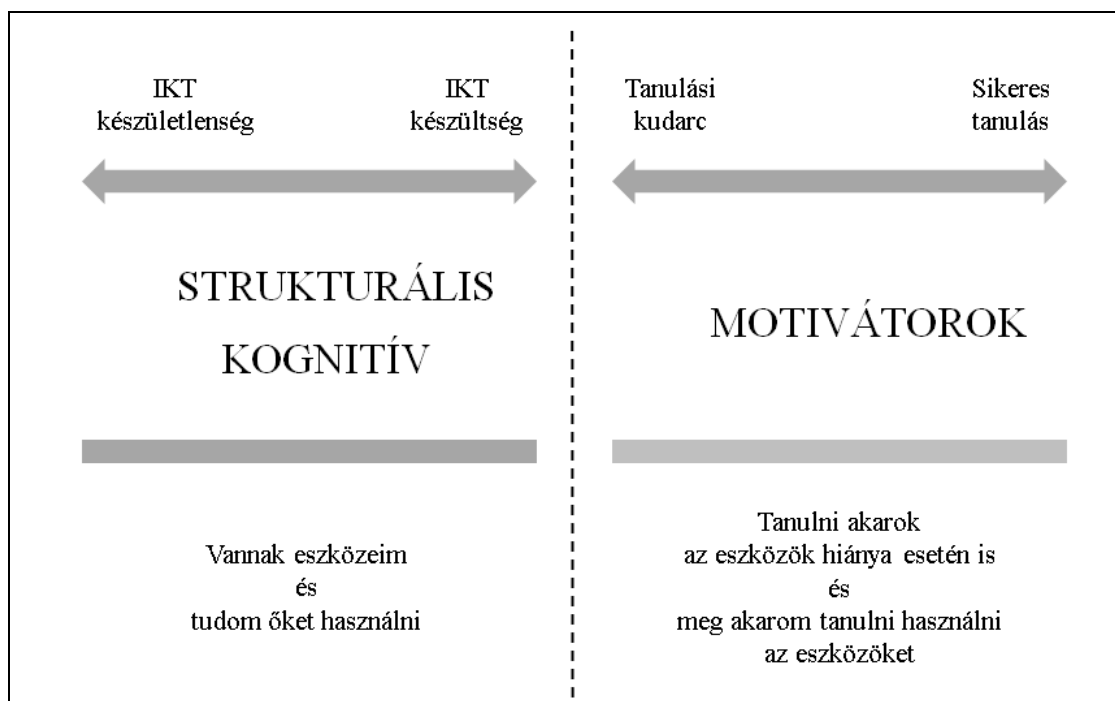 IKT
készületlenség
IKT
készültség
STRUKTURÁLIS
KOGNITÍV
Vannak eszközeim
és
tudom őket használni
Tanulási
kudarc
Sikeres
tanulás
MOTIVÁTOROK
Tanulni akarok
az eszközök hiánya esetén is
és
meg akarom tanulni használni
az eszközöket